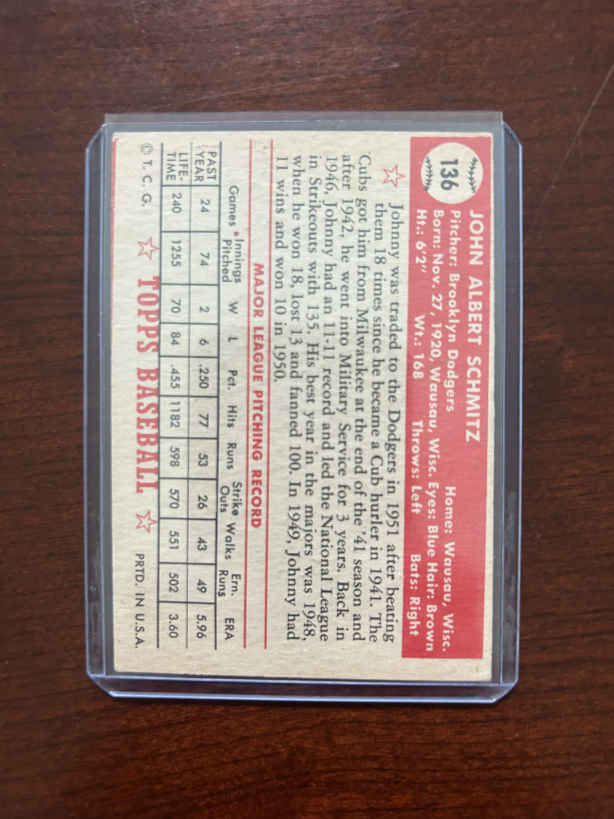 136
JOHN ALBERT SCHMITZ
Pitcher: Brooklyn Dodgers Home: Wausau, Wisc.
Born: Nov. 27, 1920, Wausau, Wisc. Eyes: Blue Hair: Brown
Ht.: 6'2" Wt.: 168 Throws: Left Bats: Right
Johnny was traded to the Dodgers in 1951 after beating
them 18 times since he became a Cub hurler in 1941. The
Cubs got him from Milwaukee at the end of the '41 season and
after 1942, he went into Military Service for 3 years. Back in
1946, Johnny had an 11-11 record and led the National League
in Strikeouts with 135. His best year in the majors was 1948,
when he won 18, lost 13 and fanned 100. In 1949, Johnny had
11 wins and won 10 in 1950.
MAJOR LEAGUE PITCHING RECORD
Games *Innings Pitched W L Pct. Hits Runs Strike Outs Walks Ern. Runs ERA
PAST YEAR 24 74 2 6 .250 77 53 26 43 49 5.96
LIFE-TIME 240 1255 70 84 .455 1182 598 570 551 502 3.60
© T. C. G. TOPPS BASEBALL PRTD. IN U.S.A.